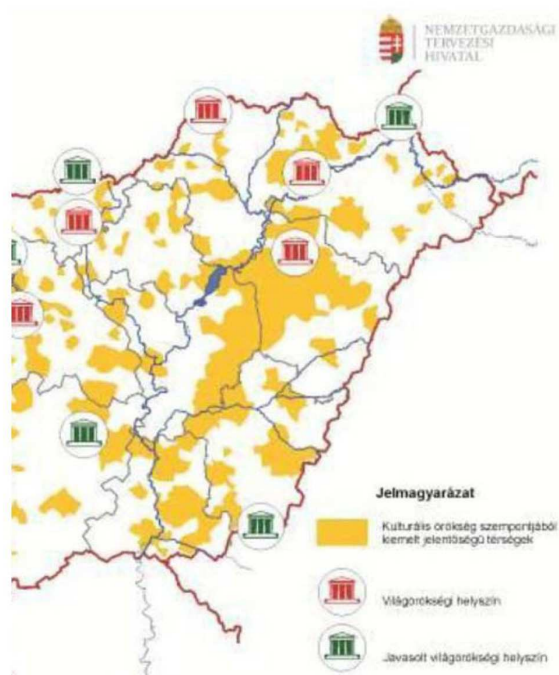 NEMZETGAZDASÁGI
TERVEZÉSI
HIVATAL
Jelmagyarázat
Kulturális örökség szempontjából
kiemelt jelentőségű térségek
Világörökségi helyszín
Javasolt világörökségi helyszín